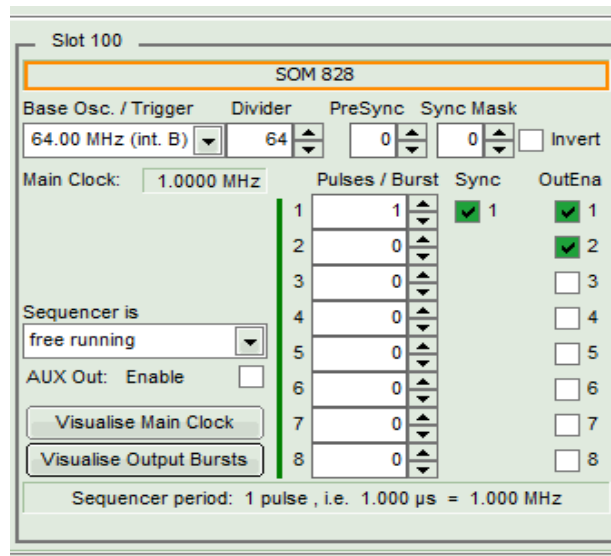 Slot 100
SOM 828
Base Osc. / Trigger Divider PreSync Sync Mask
64.00 MHz (int. B) 64 0 0 Invert
Main Clock: 1.0000 MHz Pulses / Burst Sync OutEna
1 1 1 1
2 0 2
3 0 3
Sequencer is 4 0 4
free running 5 0 5
AUX Out: Enable 6 0 6
Visualise Main Clock 7 0 7
Visualise Output Bursts 8 0 8
Sequencer period: 1 pulse , i.e. 1.000 µs = 1.000 MHz